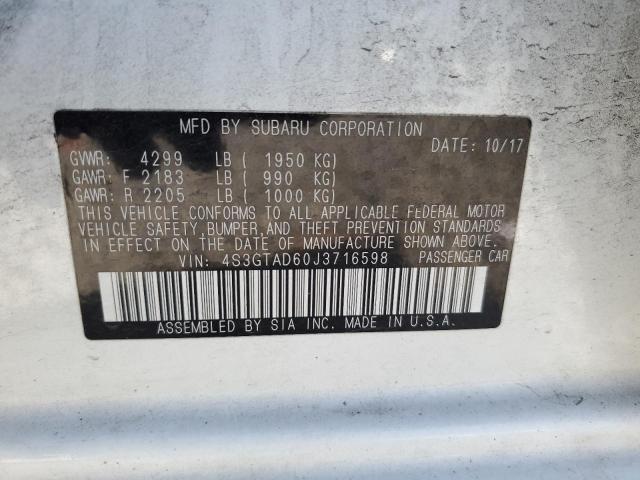 MFD BY SUBARU CORPORATION
DATE: 10/17
GVWR: 4299 LB ( 1950 KG)
GAWR: F 2183 LB ( 990 KG)
GAWR: R 2205 LB ( 1000 KG)
THIS VEHICLE CONFORMS TO ALL APPLICABLE FEDERAL MOTOR
VEHICLE SAFETY, BUMPER, AND THEFT PREVENTION STANDARDS
IN EFFECT ON THE DATE OF MANUFACTURE SHOWN ABOVE.
VIN: 4S3GTAD60J3716598 PASSENGER CAR
ASSEMBLED BY SIA INC. MADE IN U.S.A.